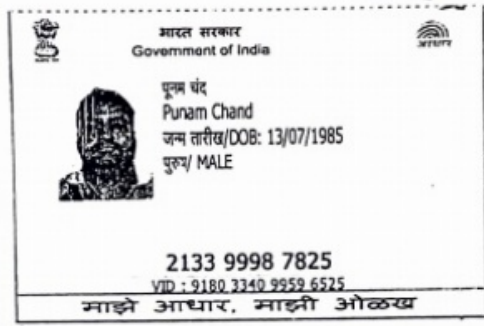 भारत सरकार
Government of India
आधार
पूनम चंद
Punam Chand
जन्म तारीख/DOB: 13/07/1985
पुरुष/ MALE
2133 9998 7825
VID : 9180 3340 9959 6525
माझे आधार, माझी ओळख